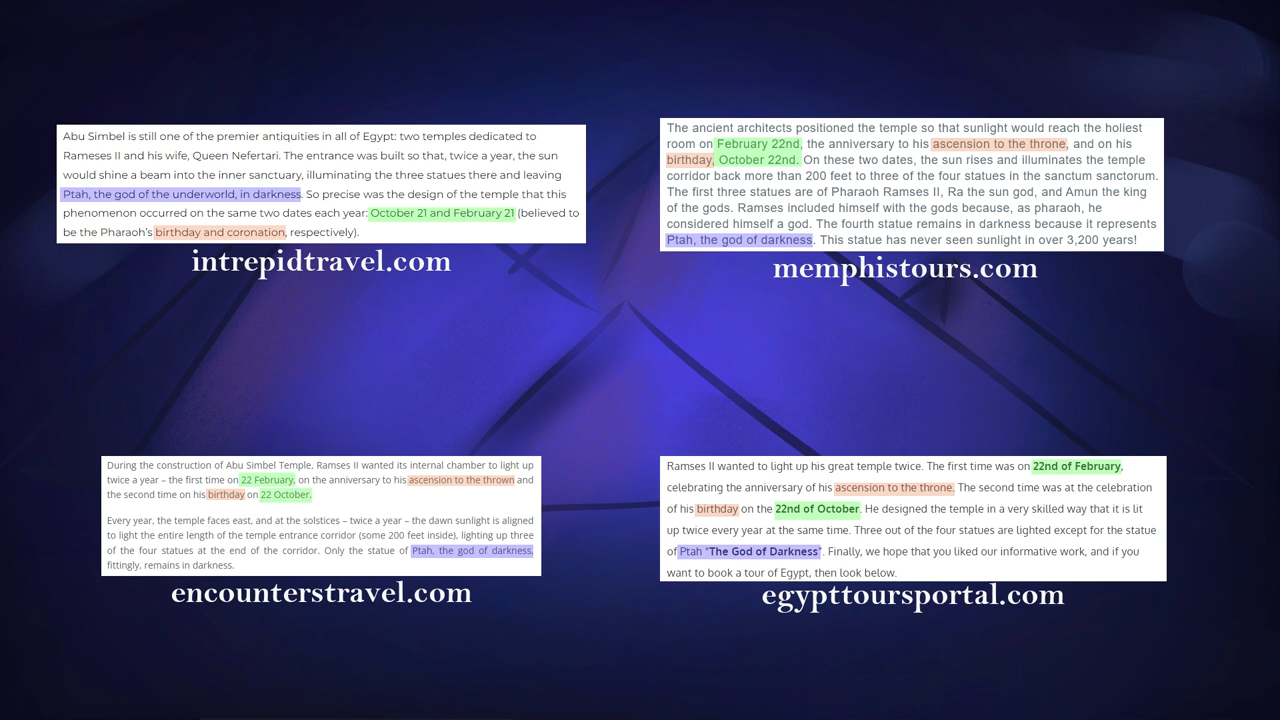 Abu Simbel is still one of the premier antiquities in all of Egypt: two temples dedicated to
Rameses II and his wife, Queen Nefertari. The entrance was built so that, twice a year, the sun
would shine a beam into the inner sanctuary, illuminating the three statues there and leaving
Ptah, the god of the underworld, in darkness. So precise was the design of the temple that this
phenomenon occurred on the same two dates each year: October 21 and February 21 (believed to
be the Pharaoh's birthday and coronation, respectively).
intrepidtravel.com
The ancient architects positioned the temple so that sunlight would reach the holiest
room on February 22nd, the anniversary to his ascension to the throne, and on his
birthday, October 22nd. On these two dates, the sun rises and illuminates the temple
corridor back more than 200 feet to three of the four statues in the sanctum sanctorum.
The first three statues are of Pharaoh Ramses II, Ra the sun god, and Amun the king
of the gods. Ramses included himself with the gods because, as pharaoh, he
considered himself a god. The fourth statue remains in darkness because it represents
Ptah, the god of darkness. This statue has never seen sunlight in over 3,200 years!
memphistours.com
During the construction of Abu Simbel Temple, Ramses II wanted its internal chamber to light up
twice a year – the first time on 22 February, on the anniversary to his ascension to the thrown and
the second time on his birthday on 22 October.
Every year, the temple faces east, and at the solstices – twice a year – the dawn sunlight is aligned
to light the entire length of the temple entrance corridor (some 200 feet inside), lighting up three
of the four statues at the end of the corridor. Only the statue of Ptah, the god of darkness,
fittingly, remains in darkness.
encounterstravel.com
Ramses II wanted to light up his great temple twice. The first time was on 22nd of February,
celebrating the anniversary of his ascension to the throne. The second time was at the celebration
of his birthday on the 22nd of October. He designed the temple in a very skilled way that it is lit
up twice every year at the same time. Three out of the four statues are lighted except for the statue
of Ptah "The God of Darkness". Finally, we hope that you liked our informative work, and if you
want to book a tour of Egypt, then look below.
egypttoursportal.com